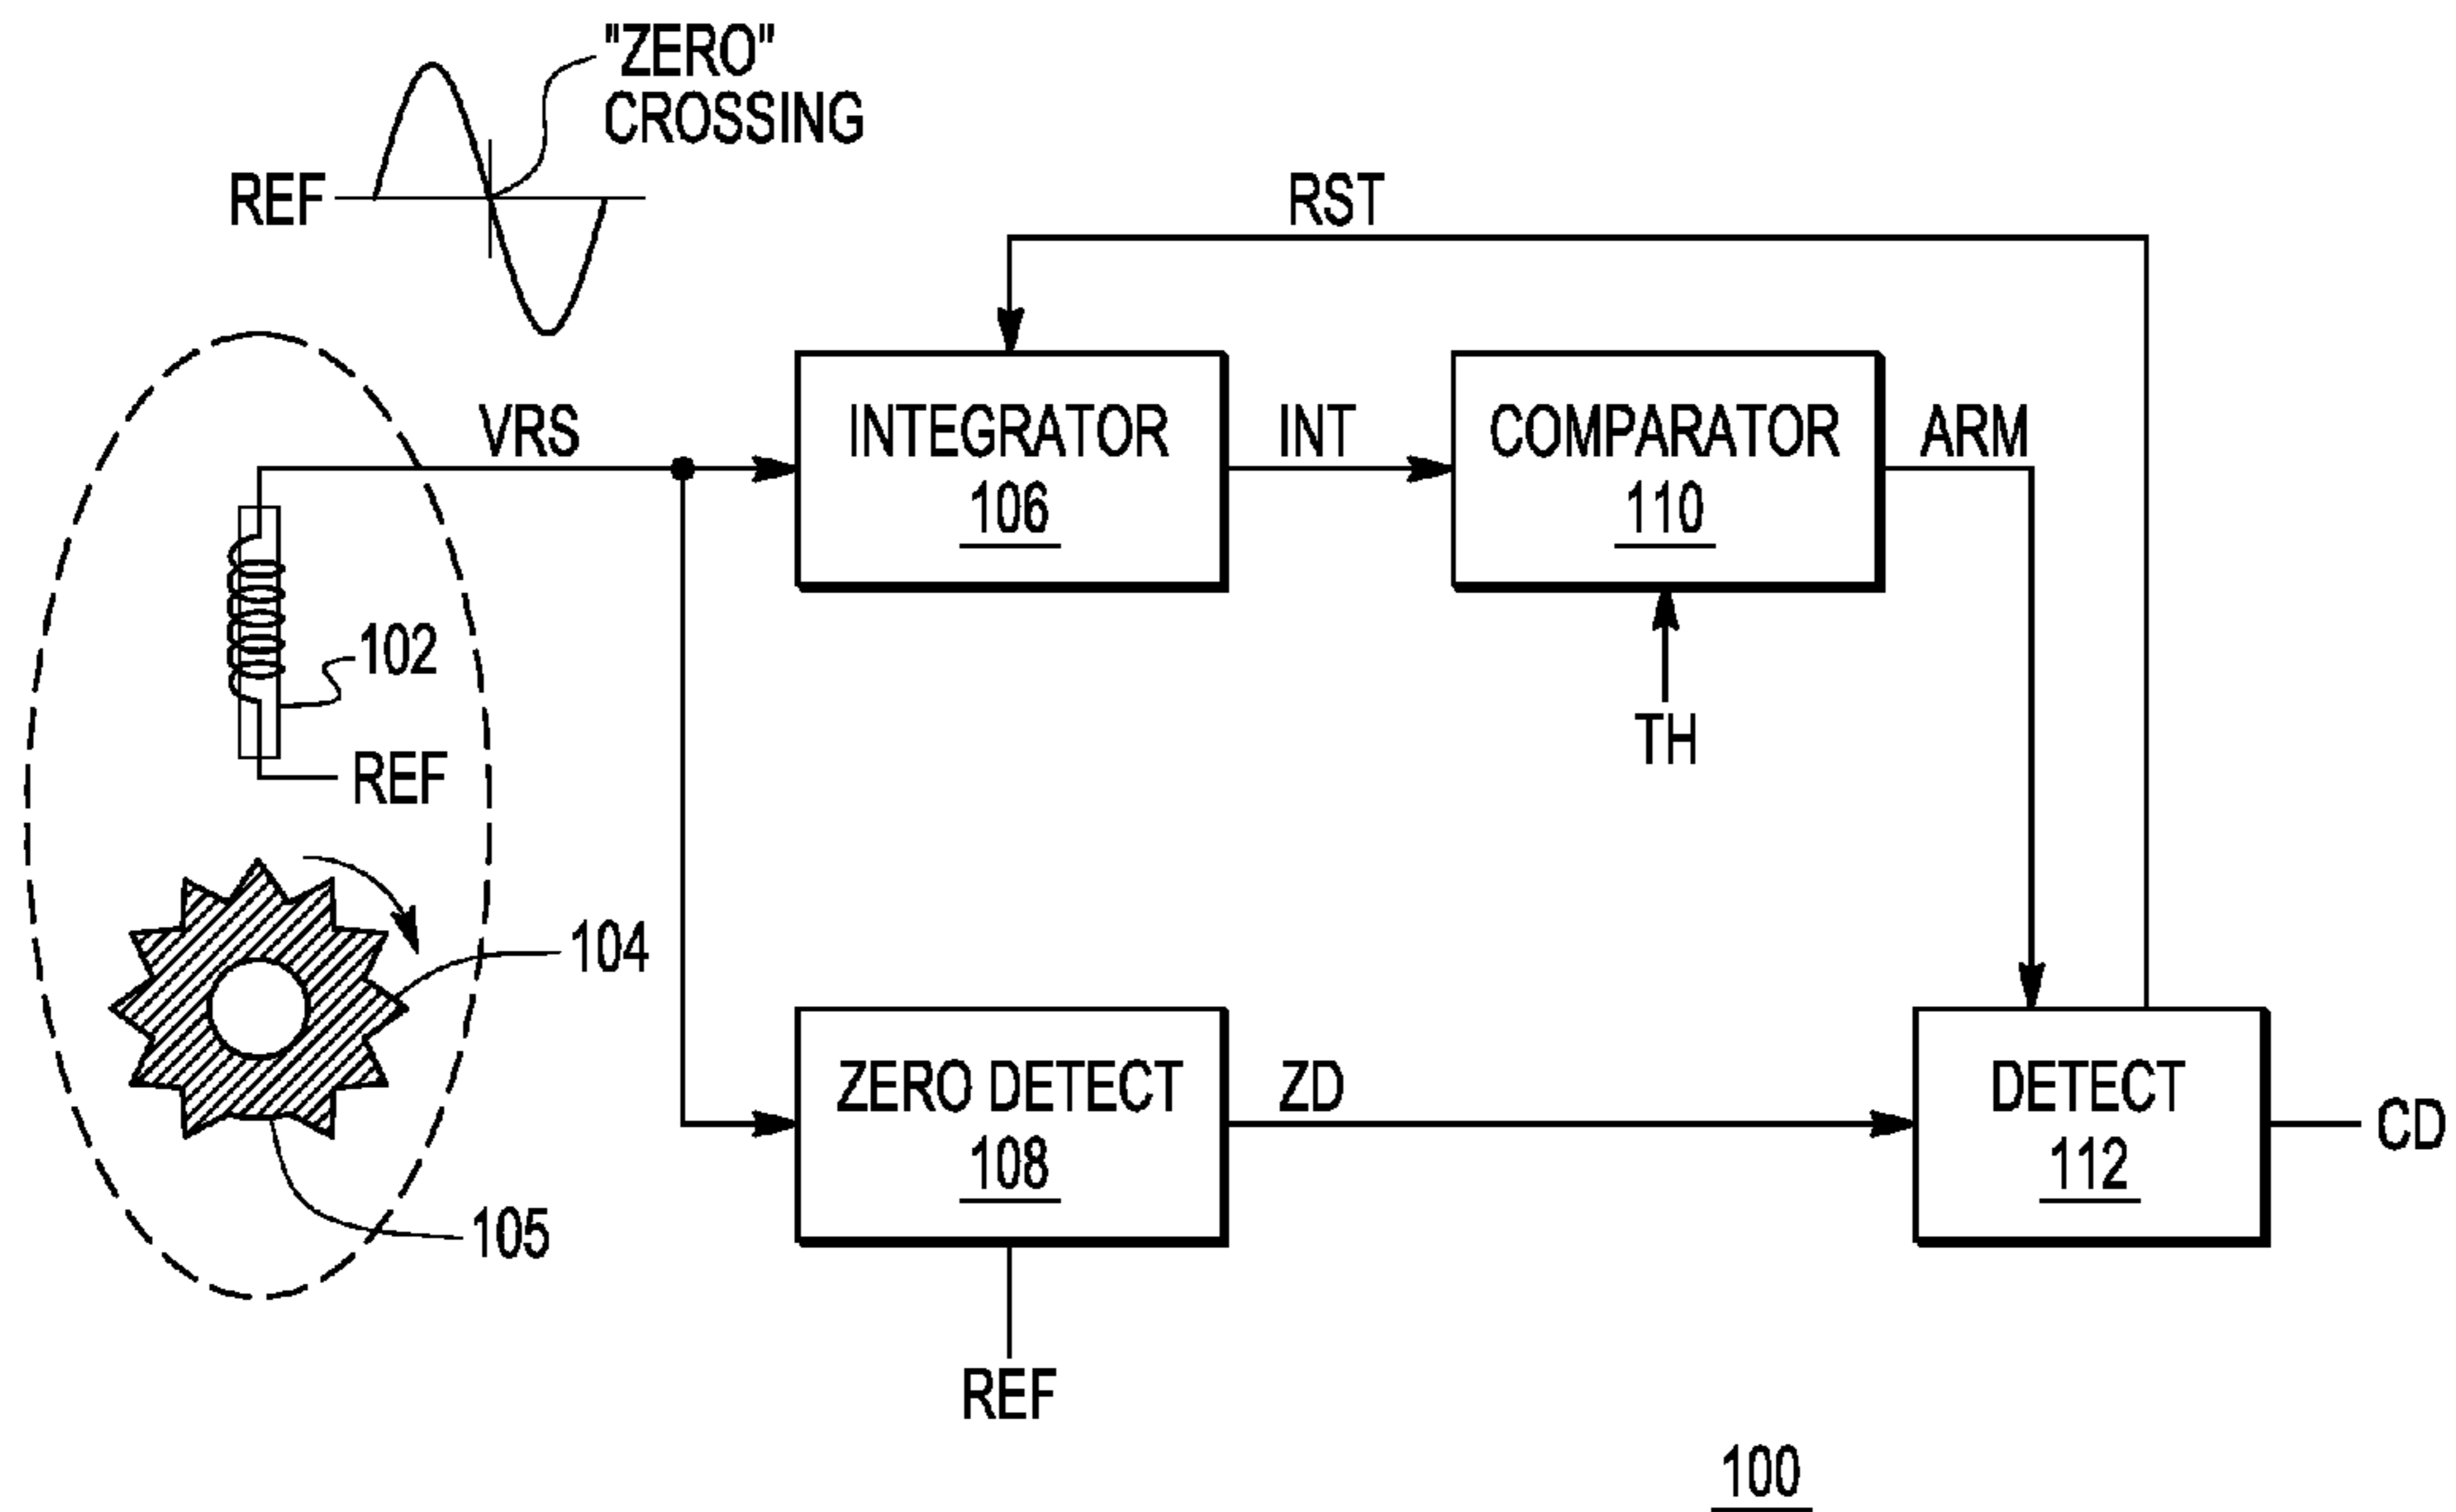 "ZERO"
CROSSING
REF
RST
VRS
INTEGRATOR
106
INT
COMPARATOR
110
ARM
TH
102
REF
104
105
ZERO DETECT
108
ZD
REF
DETECT
112
CD
100